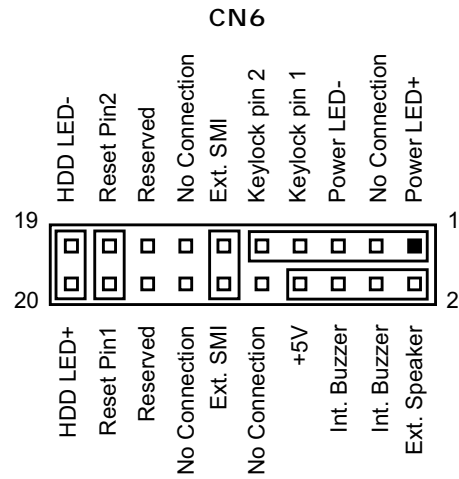 CN6
HDD LED-
Reset Pin2
Reserved
No Connection
Ext. SMI
Keylock pin 2
Keylock pin 1
Power LED-
No Connection
Power LED+
19
1
20
2
HDD LED+
Reset Pin1
Reserved
No Connection
Ext. SMI
No Connection
+5V
Int. Buzzer
Int. Buzzer
Ext. Speaker